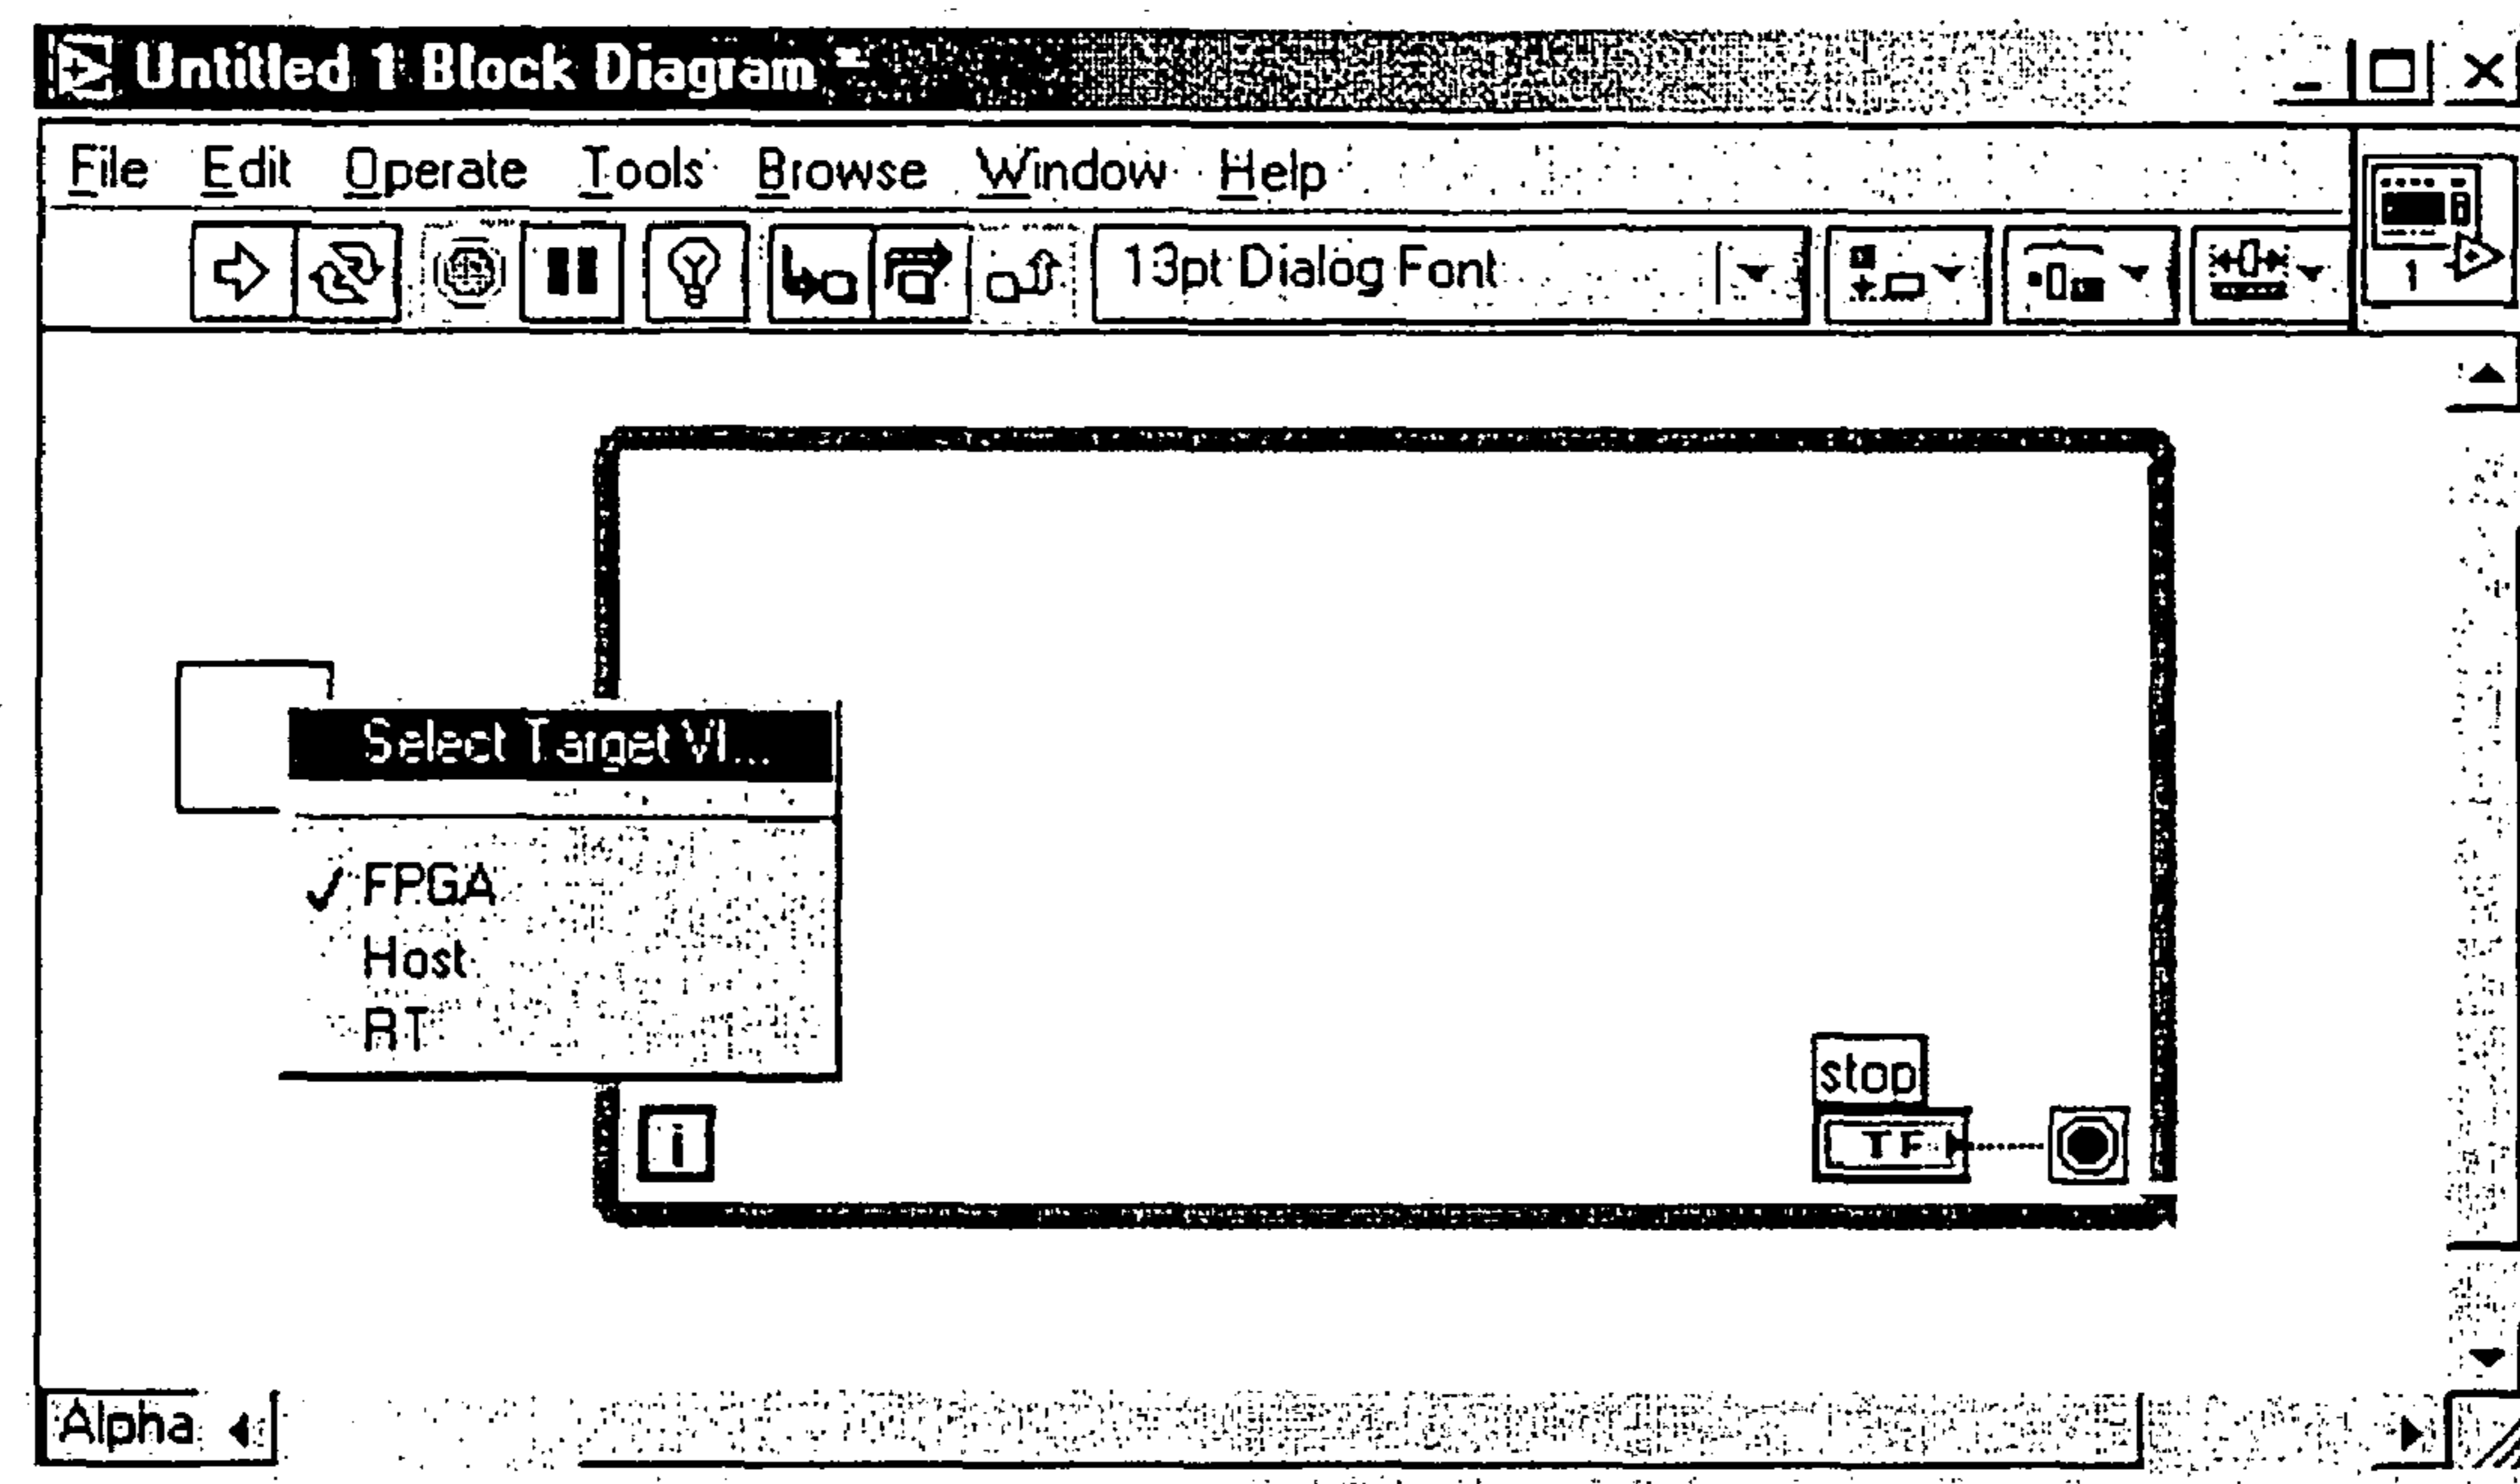 Untitled 1 Block Diagram *
File Edit Operate Tools Browse Window Help
13pt Dialog Font
1
Select Target VI...
FPGA
Host
RT
stop
i
TF
Alpha